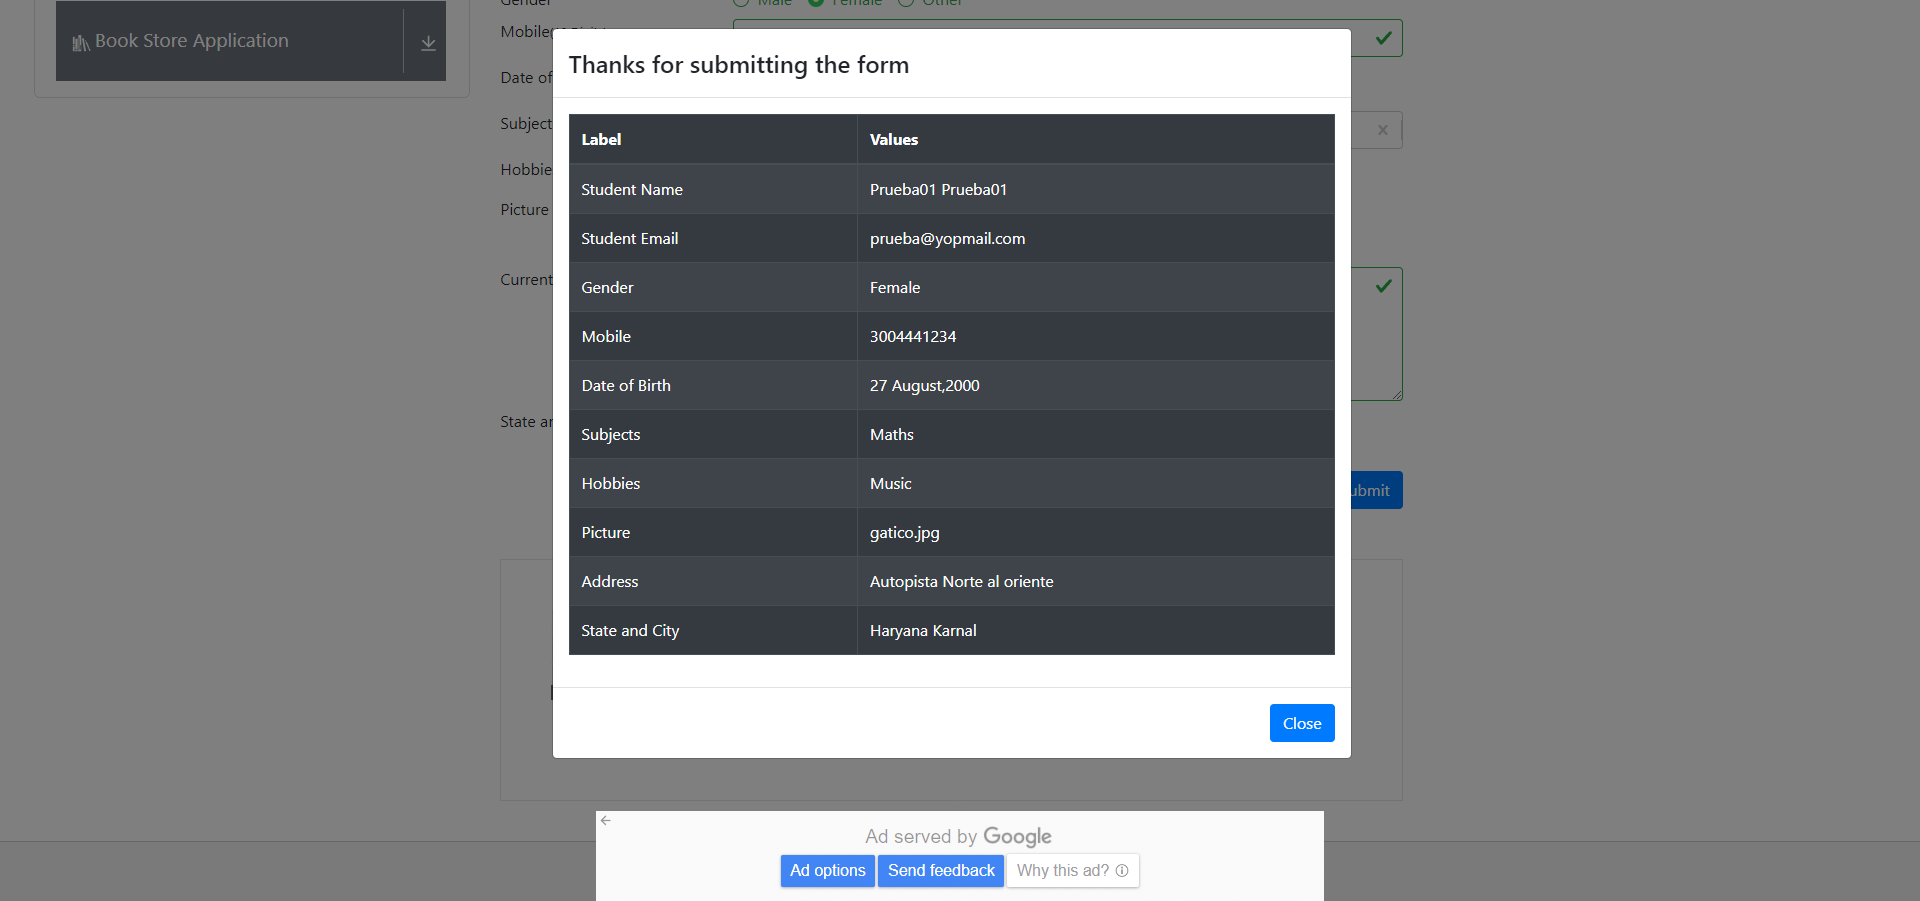 Gender Male Female Other
Book Store Application
Date of
Subject
Hobbie
Picture
Current
State ar
ubmit
Thanks for submitting the form
Label Values
Student Name Prueba01 Prueba01
Student Email prueba@yopmail.com
Gender Female
Mobile 3004441234
Date of Birth 27 August,2000
Subjects Maths
Hobbies Music
Picture gatico.jpg
Address Autopista Norte al oriente
State and City Haryana Karnal
Close
Ad served by Google
Ad options Send feedback Why this ad?